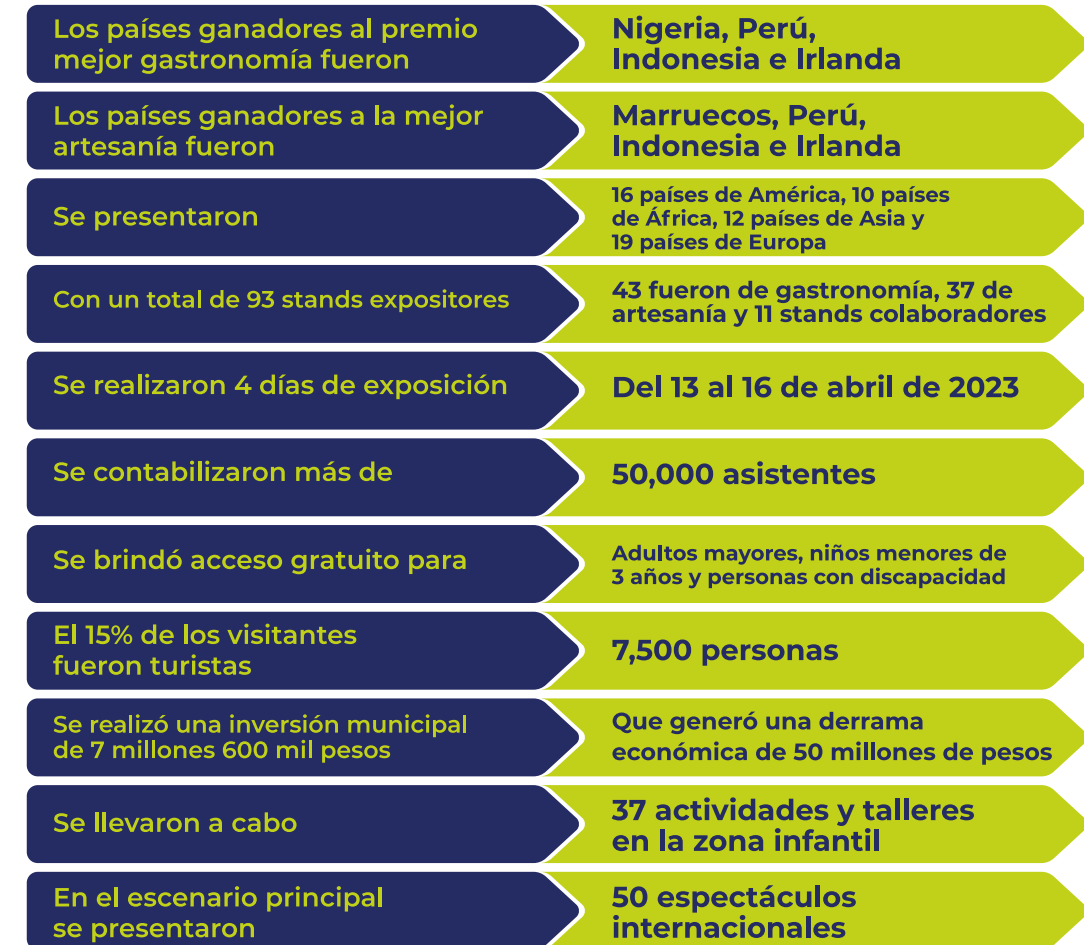 Los países ganadores al premio
mejor gastronomía fueron
Nigeria, Perú,
Indonesia e Irlanda
Los países ganadores a la mejor
artesanía fueron
Marruecos, Perú,
Indonesia e Irlanda
Se presentaron
16 países de América, 10 países
de África, 12 países de Asia y
19 países de Europa
Con un total de 93 stands expositores
43 fueron de gastronomía, 37 de
artesanía y 11 stands colaboradores
Se realizaron 4 días de exposición
Del 13 al 16 de abril de 2023
Se contabilizaron más de
50,000 asistentes
Se brindó acceso gratuito para
Adultos mayores, niños menores de
3 años y personas con discapacidad
El 15% de los visitantes
fueron turistas
7,500 personas
Se realizó una inversión municipal
de 7 millones 600 mil pesos
Que generó una derrama
económica de 50 millones de pesos
Se llevaron a cabo
37 actividades y talleres
en la zona infantil
En el escenario principal
se presentaron
50 espectáculos
internacionales